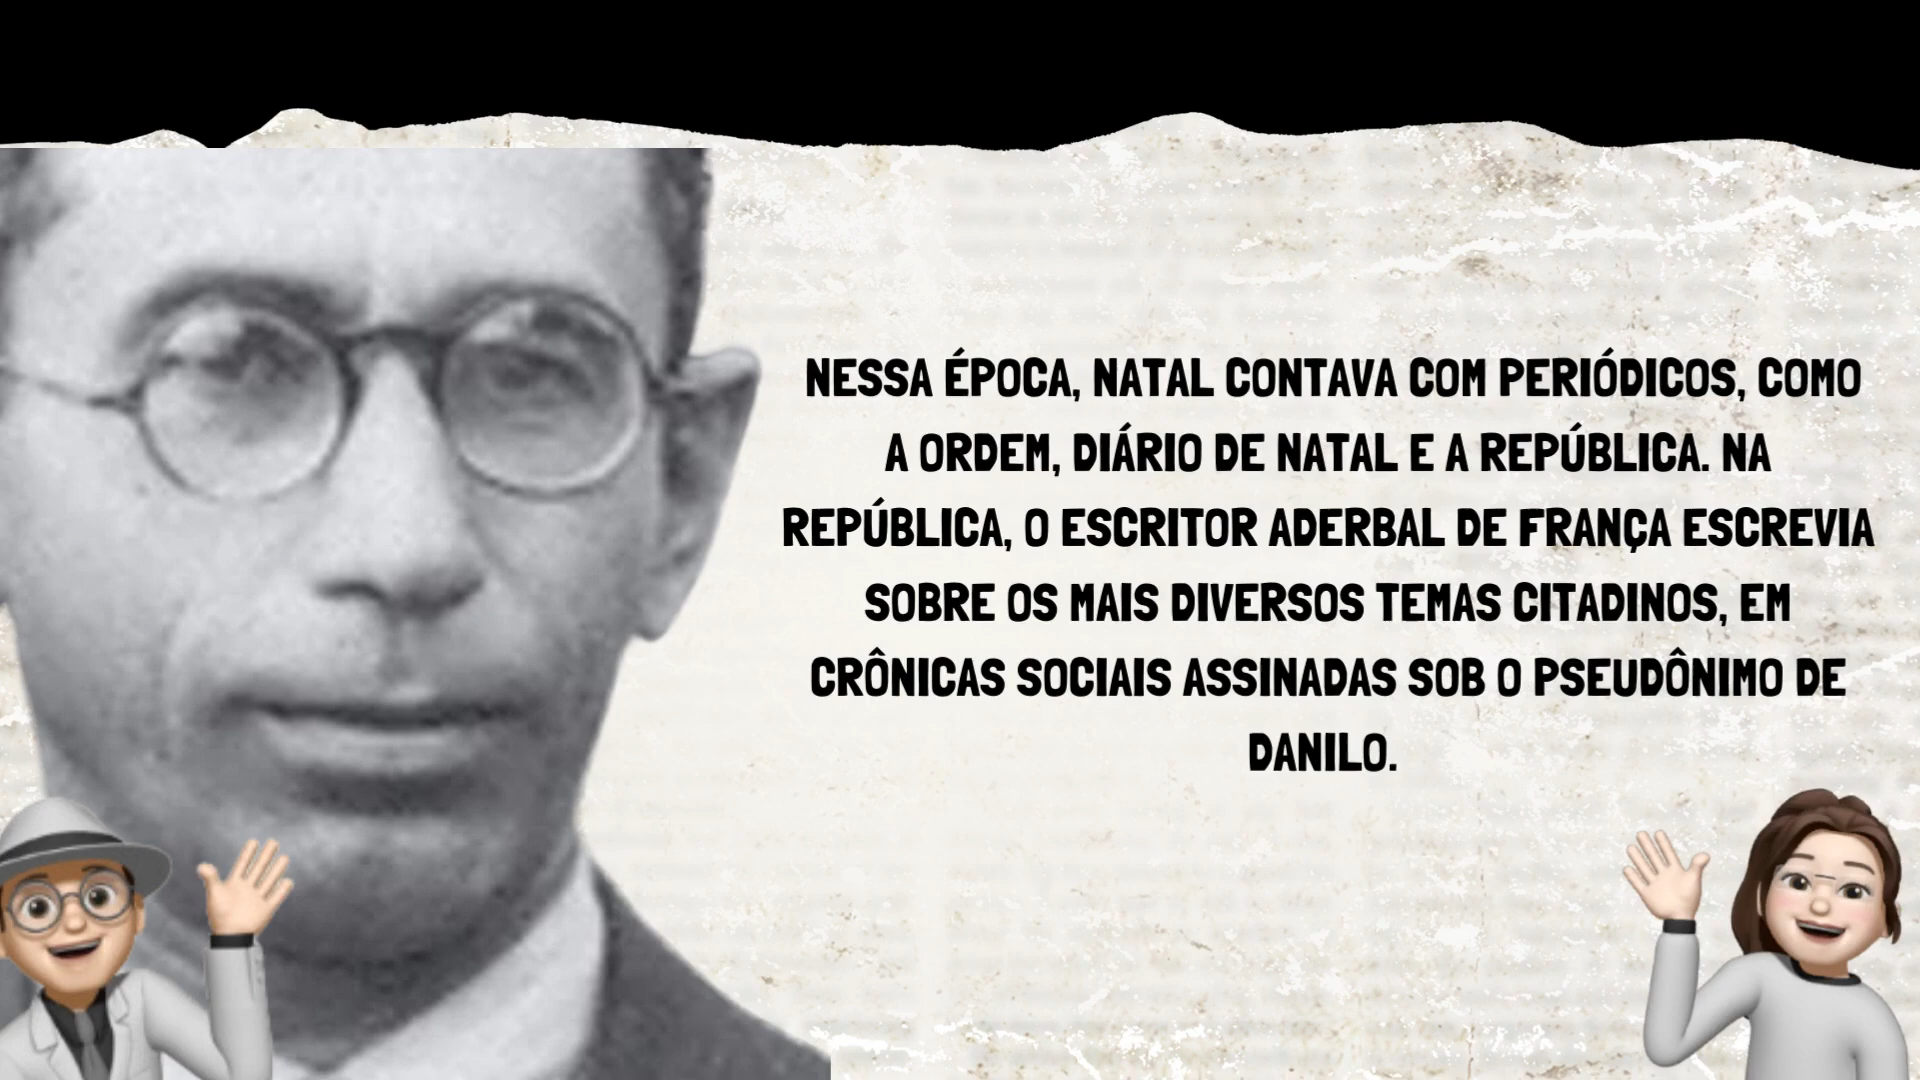 NESSA ÉPOCA, NATAL CONTAVA COM PERIÓDICOS, COMO
A ORDEM, DIÁRIO DE NATAL E A REPÚBLICA. NA
REPÚBLICA, O ESCRITOR ADERBAL DE FRANÇA ESCREVIA
SOBRE OS MAIS DIVERSOS TEMAS CITADINOS, EM
CRÔNICAS SOCIAIS ASSINADAS SOB O PSEUDÔNIMO DE
DANILO.